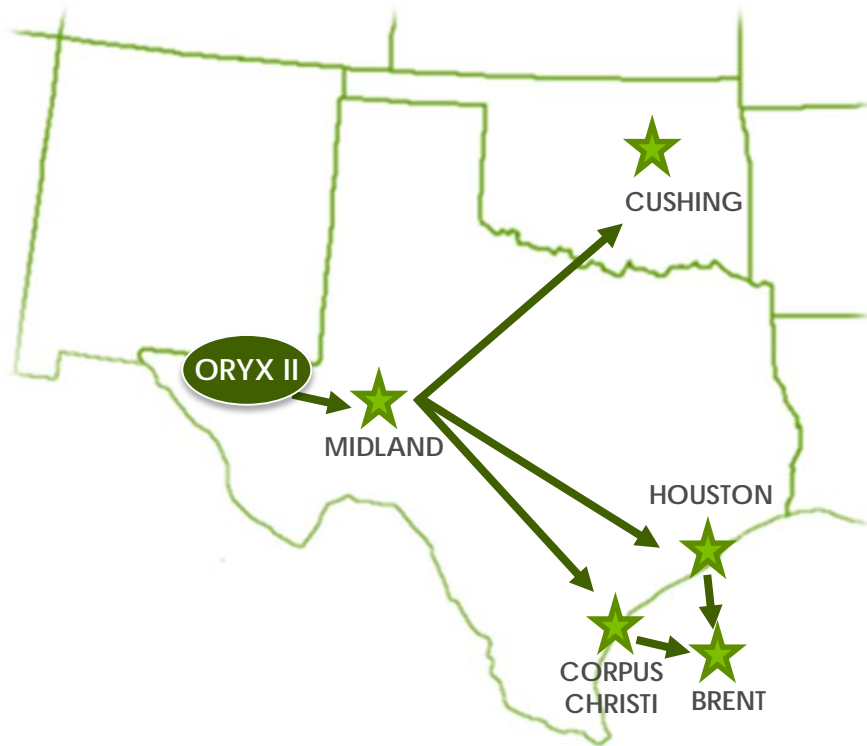 CUSHING
ORYX II
MIDLAND
HOUSTON
CORPUS
CHRISTI
BRENT